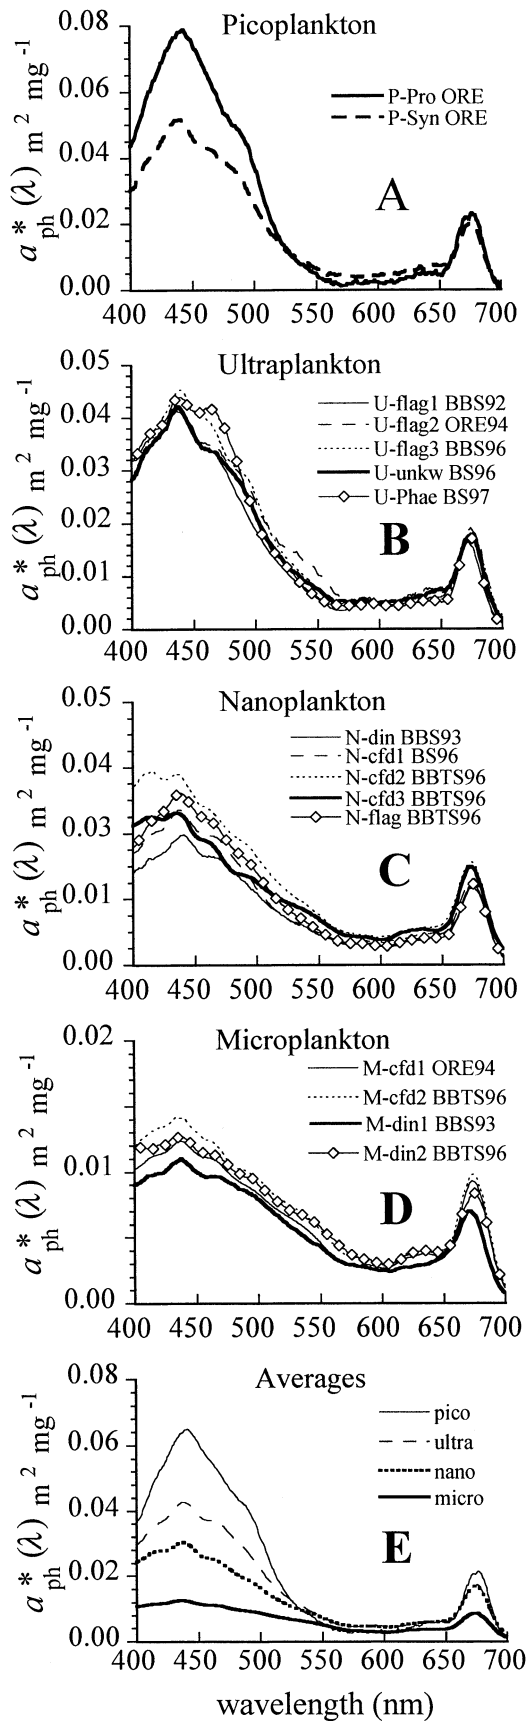 Picoplankton
0.08
0.06
0.04
0.02
0.00
a*ph (λ) m 2 mg -1
P-Pro ORE
P-Syn ORE
A
400 450 500 550 600 650 700
Ultraplankton
0.05
0.04
0.03
0.02
0.01
0.00
a*ph (λ) m 2 mg -1
U-flag1 BBS92
U-flag2 ORE94
U-flag3 BBS96
U-unkw BS96
U-Phae BS97
B
400 450 500 550 600 650 700
Nanoplankton
0.05
0.04
0.03
0.01
0.00
a*ph (λ) m 2 mg -1
N-din BBS93
N-cfd1 BS96
N-cfd2 BBTS96
N-cfd3 BBTS96
N-flag BBTS96
C
400 450 500 550 600 650 700
Microplankton
0.02
0.01
0.00
a*ph (λ) m 2 mg -1
M-cfd1 ORE94
M-cfd2 BBTS96
M-din1 BBS93
M-din2 BBTS96
D
400 450 500 550 600 650 700
Averages
0.08
0.06
0.04
0.02
0.00
a*ph (λ) m 2 mg -1
pico
ultra
nano
micro
E
400 450 500 550 600 650 700
wavelength (nm)